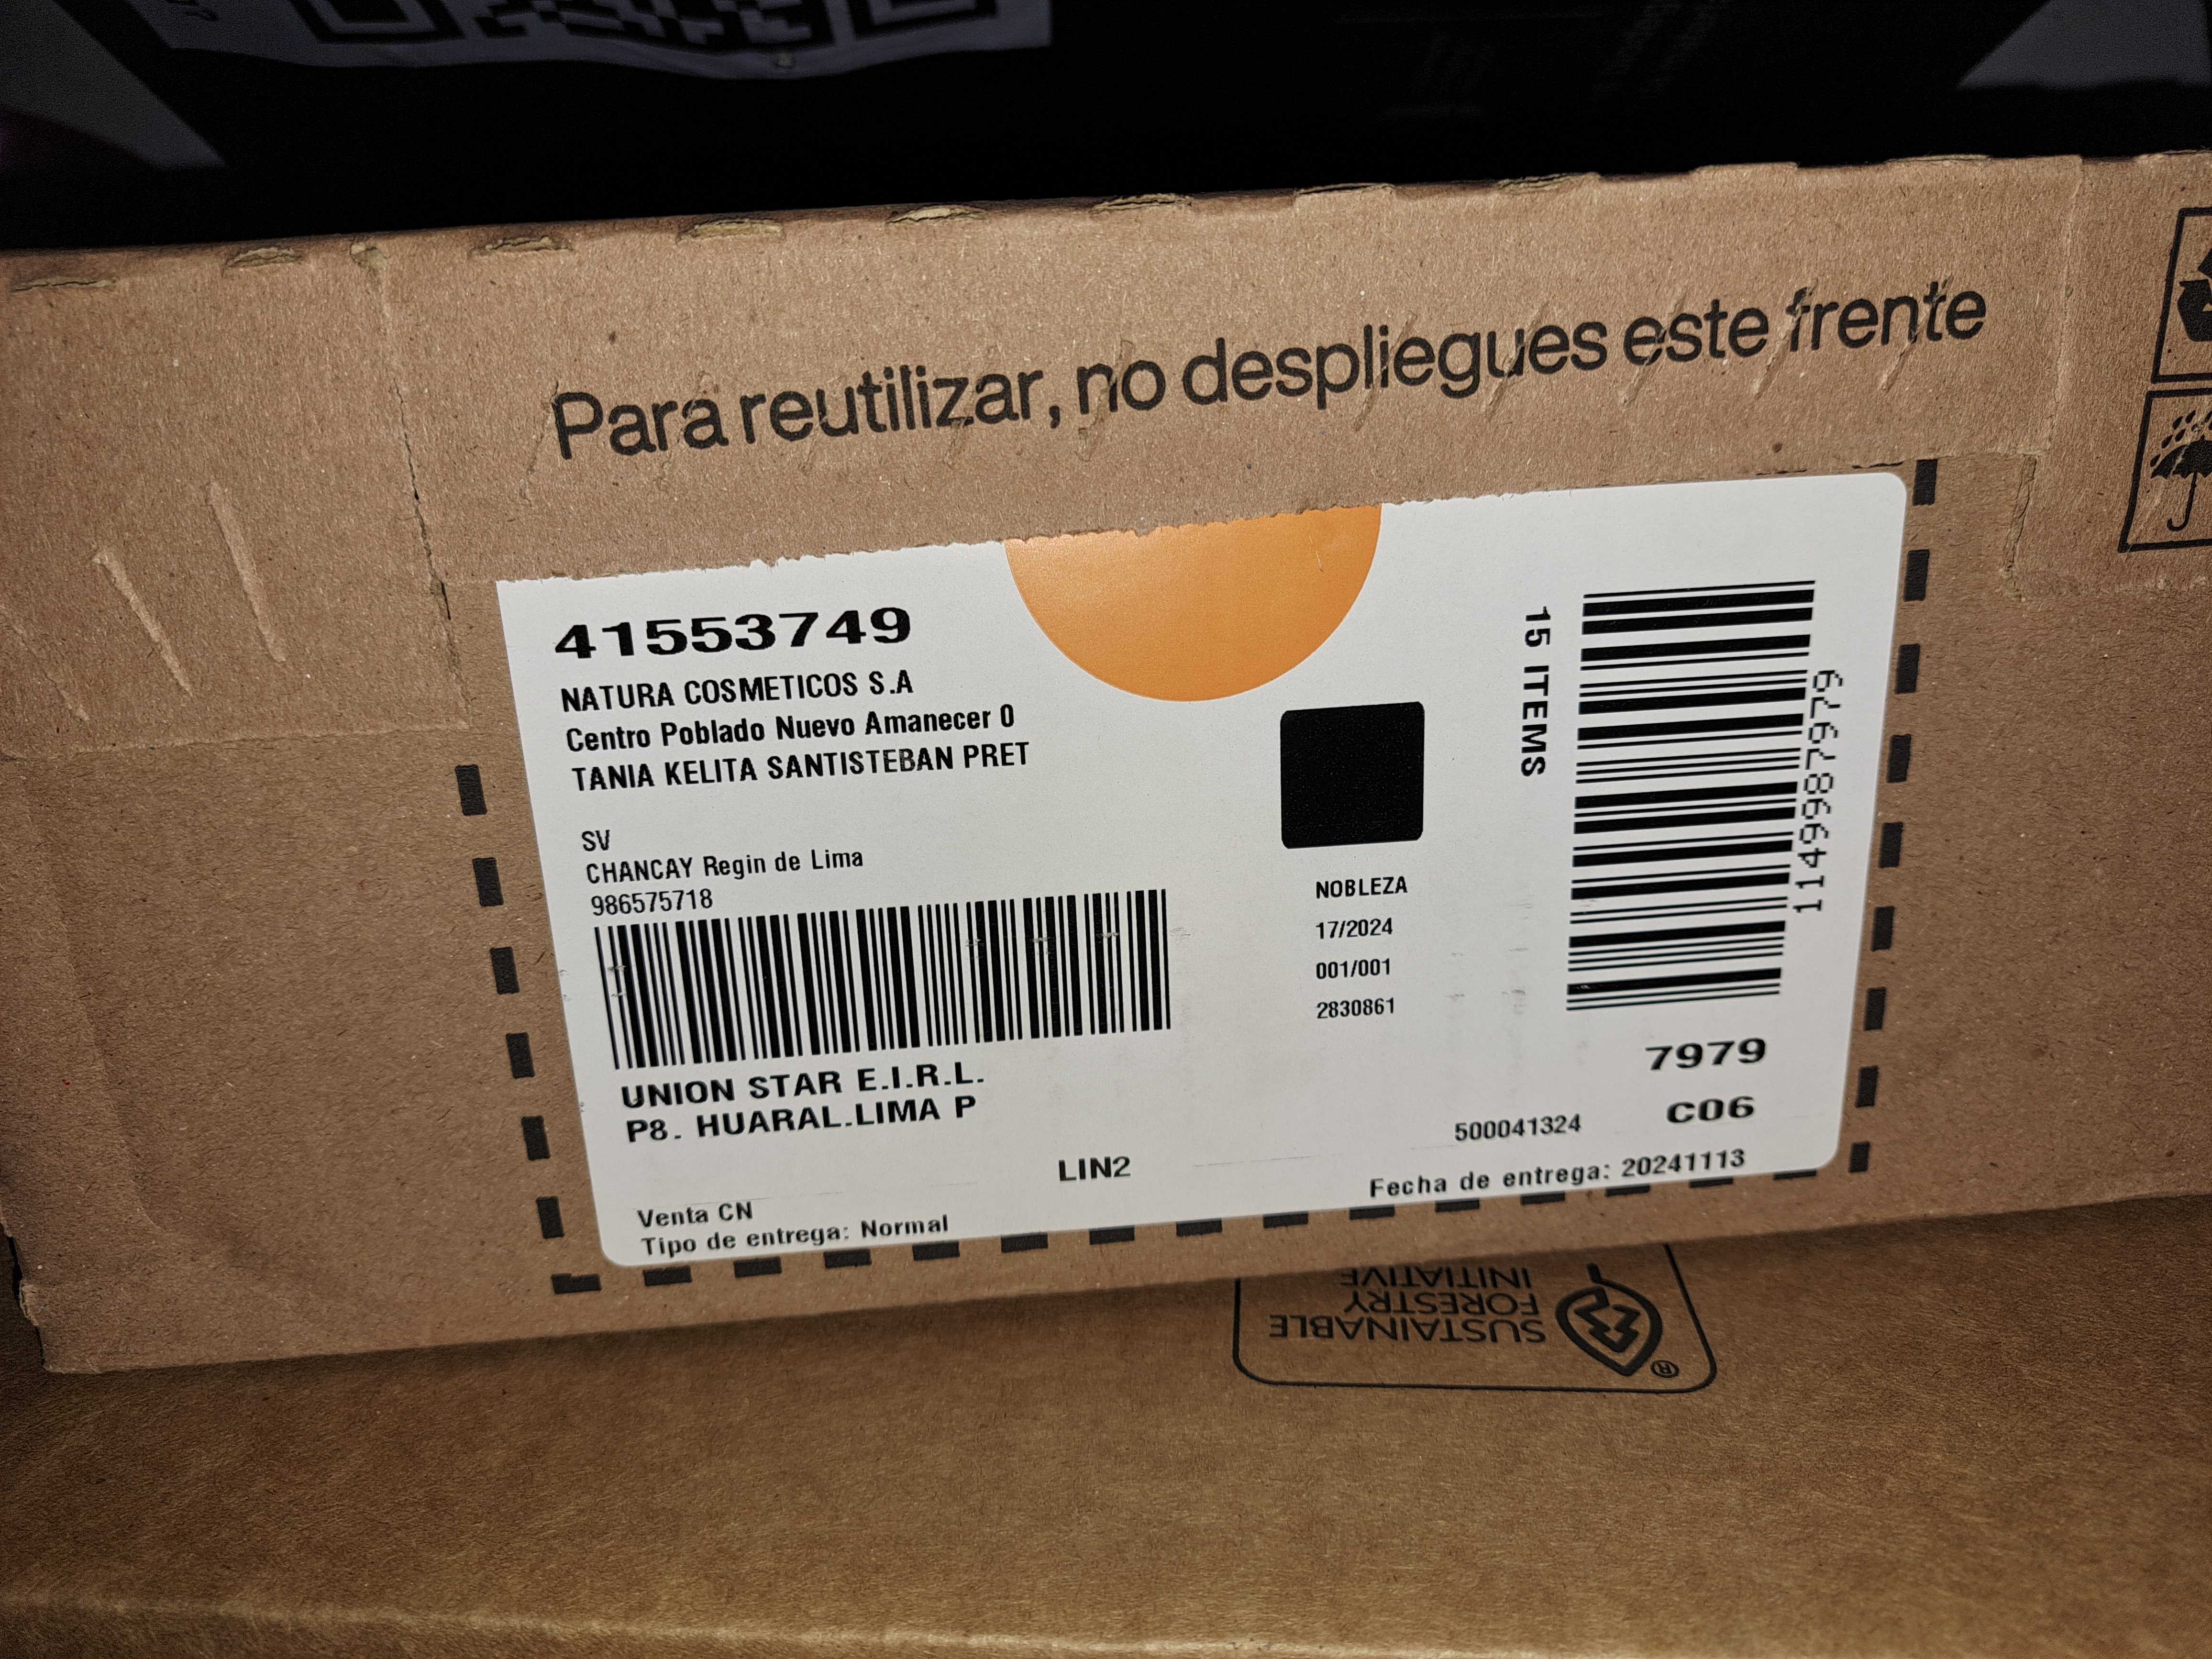 Para reutilizar, no despliegues este frente
41553749
NATURA COSMETICOS S.A
Centro Poblado Nuevo Amanecer 0
TANIA KELITA SANTISTEBAN PRET
SV
CHANCAY Regin de Lima
986575718
UNION STAR E.I.R.L.
P8. HUARAL.LIMA P
LIN2
Venta CN
Tipo de entrega: Normal
NOBLEZA
17/2024
001/001
2830861
15 ITEMS
1149987979
7979
C06
500041324
Fecha de entrega: 20241113
SUSTAINABLE
FORESTRY
INITIATIVE
®